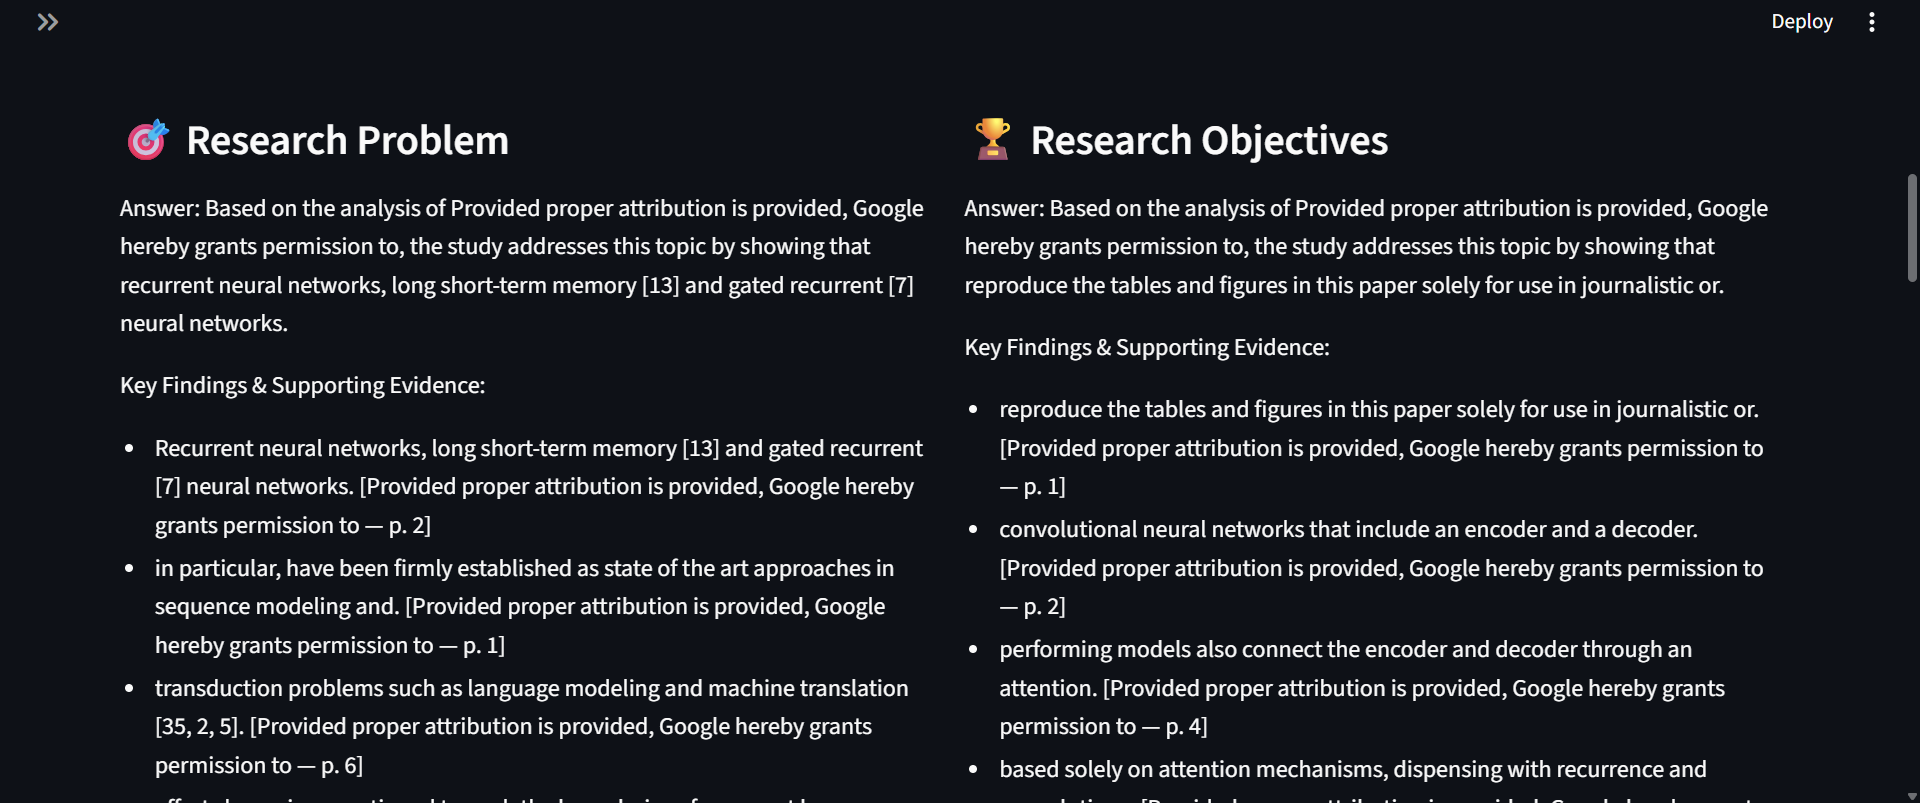 Deploy
Research Problem
Answer: Based on the analysis of Provided proper attribution is provided, Google
hereby grants permission to, the study addresses this topic by showing that
recurrent neural networks, long short-term memory [13] and gated recurrent [7]
neural networks.
Key Findings & Supporting Evidence:
Recurrent neural networks, long short-term memory [13] and gated recurrent
[7] neural networks. [Provided proper attribution is provided, Google hereby
grants permission to — p. 2]
in particular, have been firmly established as state of the art approaches in
sequence modeling and. [Provided proper attribution is provided, Google
hereby grants permission to — p. 1]
transduction problems such as language modeling and machine translation
[35, 2, 5]. [Provided proper attribution is provided, Google hereby grants
permission to — p. 6]
Research Objectives
Answer: Based on the analysis of Provided proper attribution is provided, Google
hereby grants permission to, the study addresses this topic by showing that
reproduce the tables and figures in this paper solely for use in journalistic or.
Key Findings & Supporting Evidence:
reproduce the tables and figures in this paper solely for use in journalistic or.
[Provided proper attribution is provided, Google hereby grants permission to
— p. 1]
convolutional neural networks that include an encoder and a decoder.
[Provided proper attribution is provided, Google hereby grants permission to
— p. 2]
performing models also connect the encoder and decoder through an
attention. [Provided proper attribution is provided, Google hereby grants
permission to — p. 4]
based solely on attention mechanisms, dispensing with recurrence and